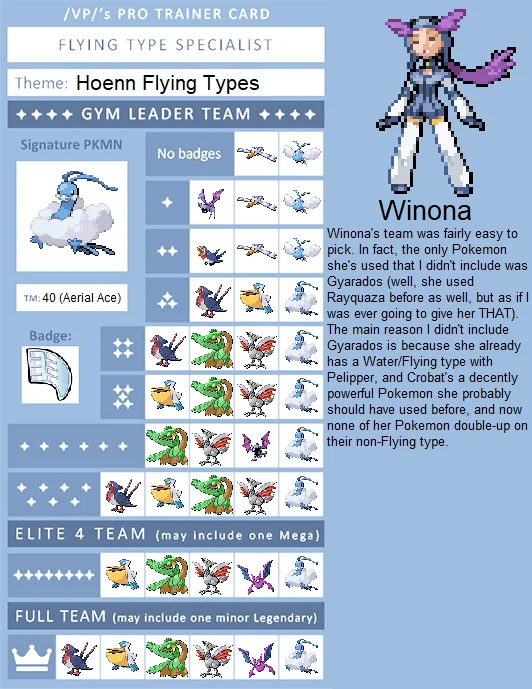 /VP/'s PRO TRAINER CARD
FLYING TYPE SPECIALIST
Theme: Hoenn Flying Types
GYM LEADER TEAM
Signature PKMN
No badges
TM: 40 (Aerial Ace)
Badge:
ELITE 4 TEAM (may include one Mega)
FULL TEAM (may include one minor Legendary)
Winona
Winona's team was fairly easy to
pick. In fact, the only Pokemon
she's used that I didn't include was
Gyarados (well, she used
Rayquaza before as well, but as if I
was ever going to give her THAT).
The main reason I didn't include
Gyarados is because she already
has a Water/Flying type with
Pelipper, and Crobat's a decently
powerful Pokemon she probably
should have used before, and now
none of her Pokemon double-up on
their non-Flying type.